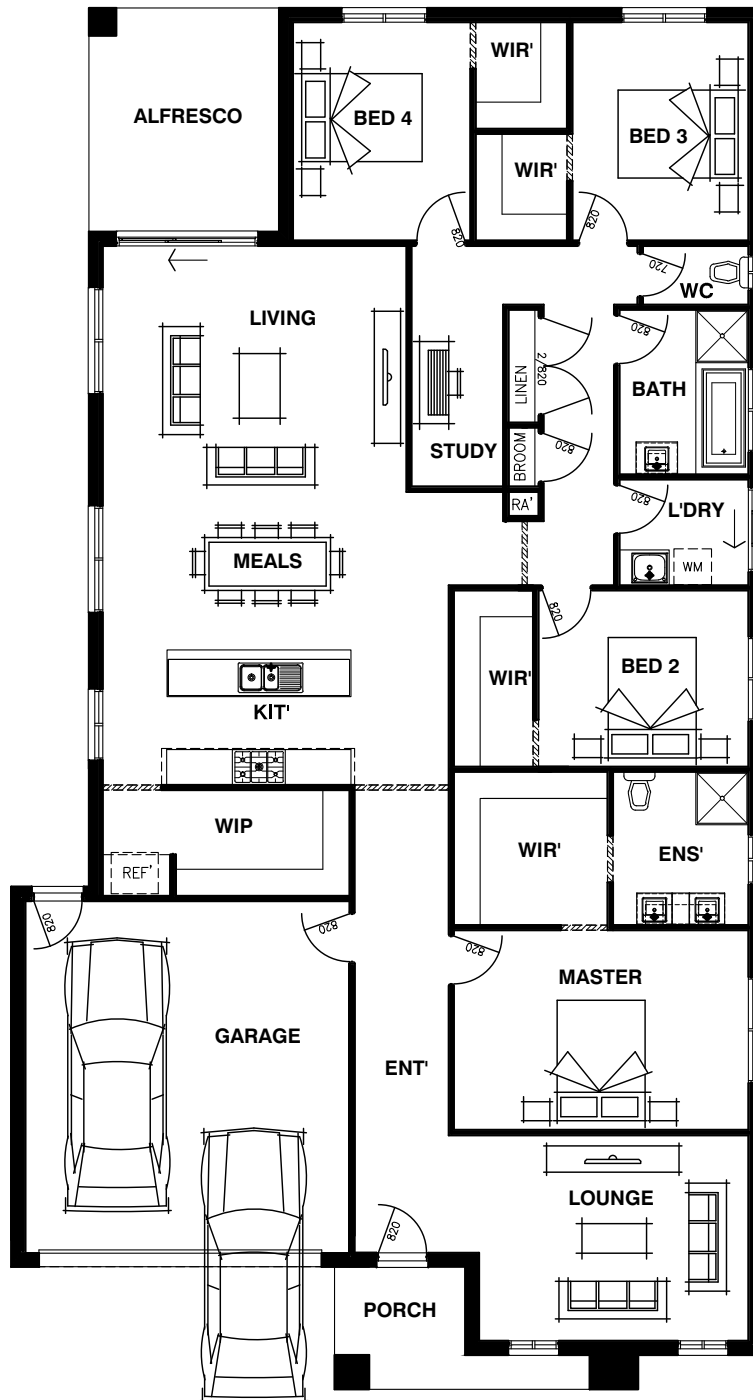 WIR'
ALFRESCO
BED 4
BED 3
WIR'
820
820
720
WC
LIVING
820
2/820
LINEN
BATH
STUDY
BROOM
820
RA'
820
L'DRY
MEALS
WM
820
BED 2
WIR'
KIT'
WIP
WIR'
ENS'
REF'
820
820
820
MASTER
GARAGE
ENT'
LOUNGE
820
PORCH